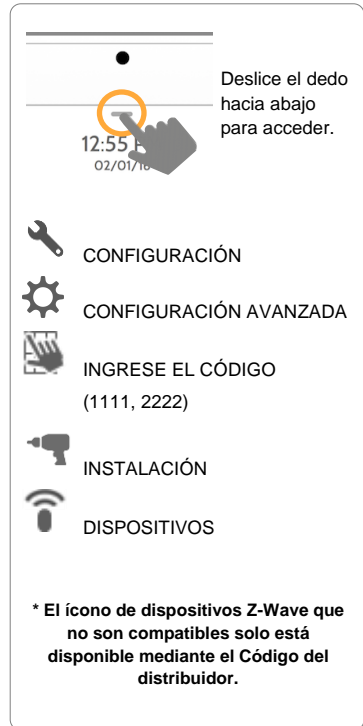 Deslice el dedo
hacia abajo
para acceder.
12:55
02/01/16
CONFIGURACIÓN
CONFIGURACIÓN AVANZADA
INGRESE EL CÓDIGO
(1111, 2222)
INSTALACIÓN
DISPOSITIVOS
* El ícono de dispositivos Z-Wave que
no son compatibles solo está
disponible mediante el Código del
distribuidor.